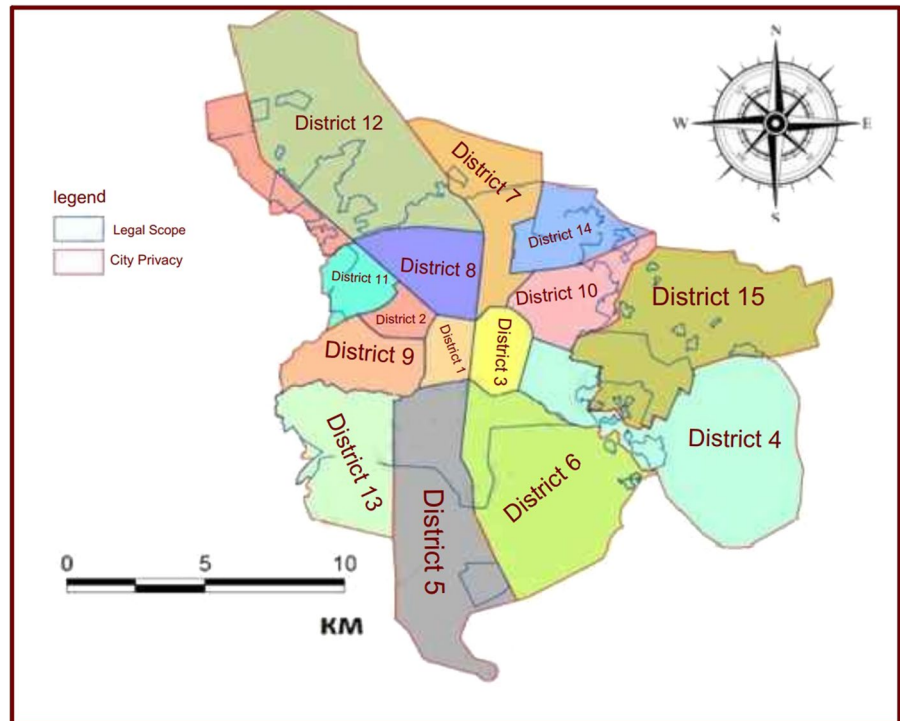 N
W
E
S
District 12
District 7
legend
Legal Scope
City Privacy
District 14
District 8
District 11
District 10
District 15
District 2
District 1
District 3
District 9
District 4
District 6
District 13
District 5
0 5 10
KM